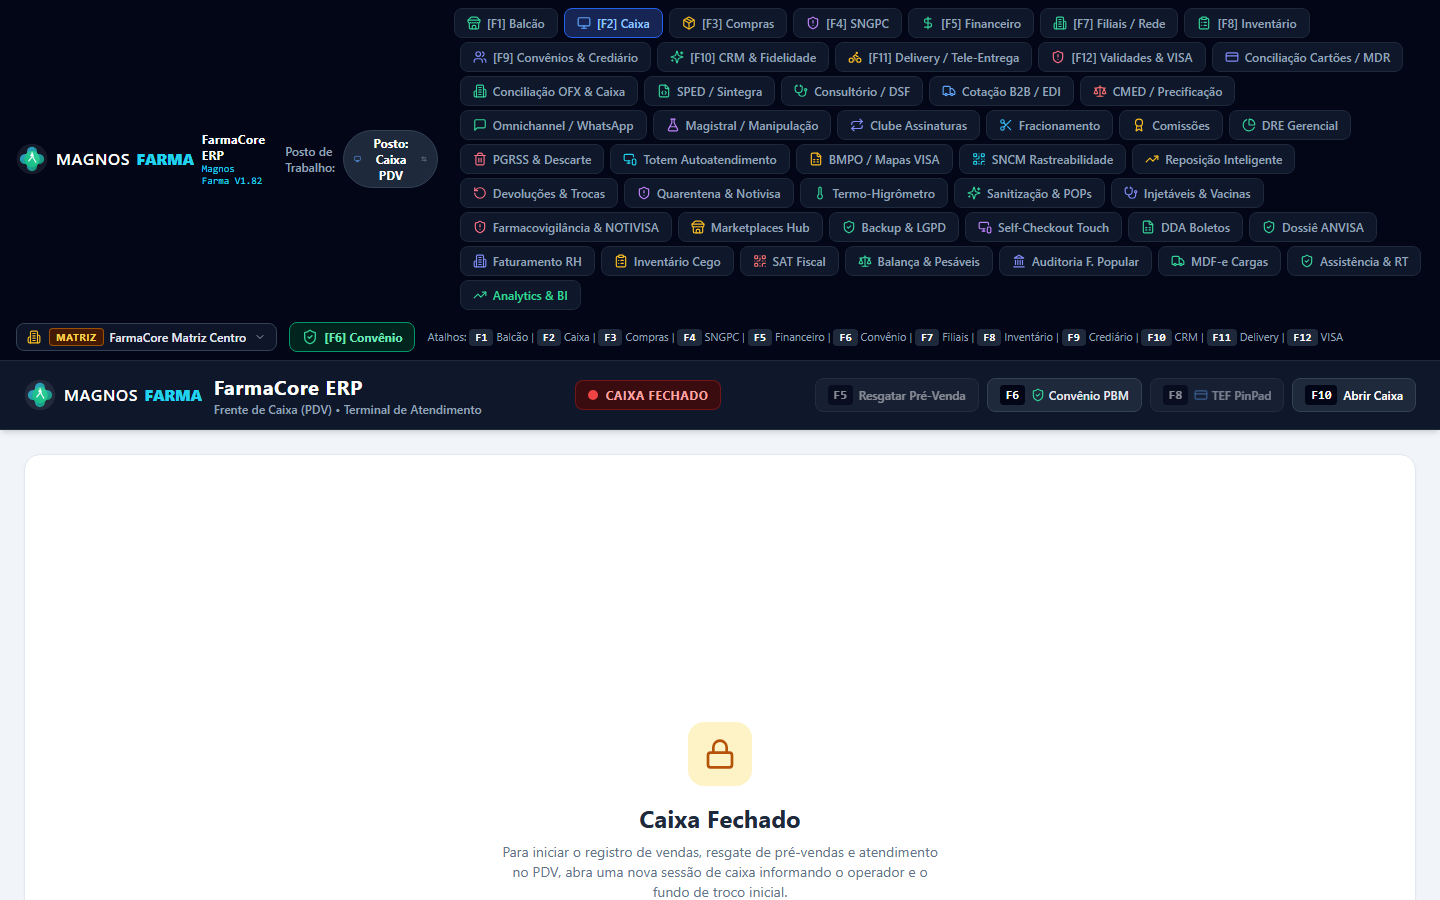 [F1] Balcão [F2] Caixa [F3] Compras [F4] SNGPC [F5] Financeiro [F7] Filiais / Rede [F8] Inventário
[F9] Convênios & Crediário [F10] CRM & Fidelidade [F11] Delivery / Tele-Entrega [F12] Validades & VISA Conciliação Cartões / MDR
Conciliação OFX & Caixa SPED / Sintegra Consultório / DSF Cotação B2B / EDI CMED / Precificação
Omnichannel / WhatsApp Magistral / Manipulação Clube Assinaturas Fracionamento Comissões DRE Gerencial
PGRSS & Descarte Totem Autoatendimento BMPO / Mapas VISA SNCM Rastreabilidade Reposição Inteligente
Devoluções & Trocas Quarentena & Notivisa Termo-Higrômetro Sanitização & POPs Injetáveis & Vacinas
Farmacovigilância & NOTIVISA Marketplaces Hub Backup & LGPD Self-Checkout Touch DDA Boletos Dossiê ANVISA
Faturamento RH Inventário Cego SAT Fiscal Balança & Pesáveis Auditoria F. Popular MDF-e Cargas Assistência & RT
Analytics & BI
MAGNOS FARMA
FarmaCore
ERP
Magnos
Farma V1.82
Posto de
Trabalho:
Posto:
Caixa
PDV
MATRIZ FarmaCore Matriz Centro [F6] Convênio Atalhos: F1 Balcão | F2 Caixa | F3 Compras | F4 SNGPC | F5 Financeiro | F6 Convênio | F7 Filiais | F8 Inventário | F9 Crediário | F10 CRM | F11 Delivery | F12 VISA
MAGNOS FARMA
FarmaCore ERP
Frente de Caixa (PDV) • Terminal de Atendimento
CAIXA FECHADO
F5 Resgatar Pré-Venda F6 Convênio PBM F8 TEF PinPad F10 Abrir Caixa
Caixa Fechado
Para iniciar o registro de vendas, resgate de pré-vendas e atendimento
no PDV, abra uma nova sessão de caixa informando o operador e o
fundo de troco inicial.